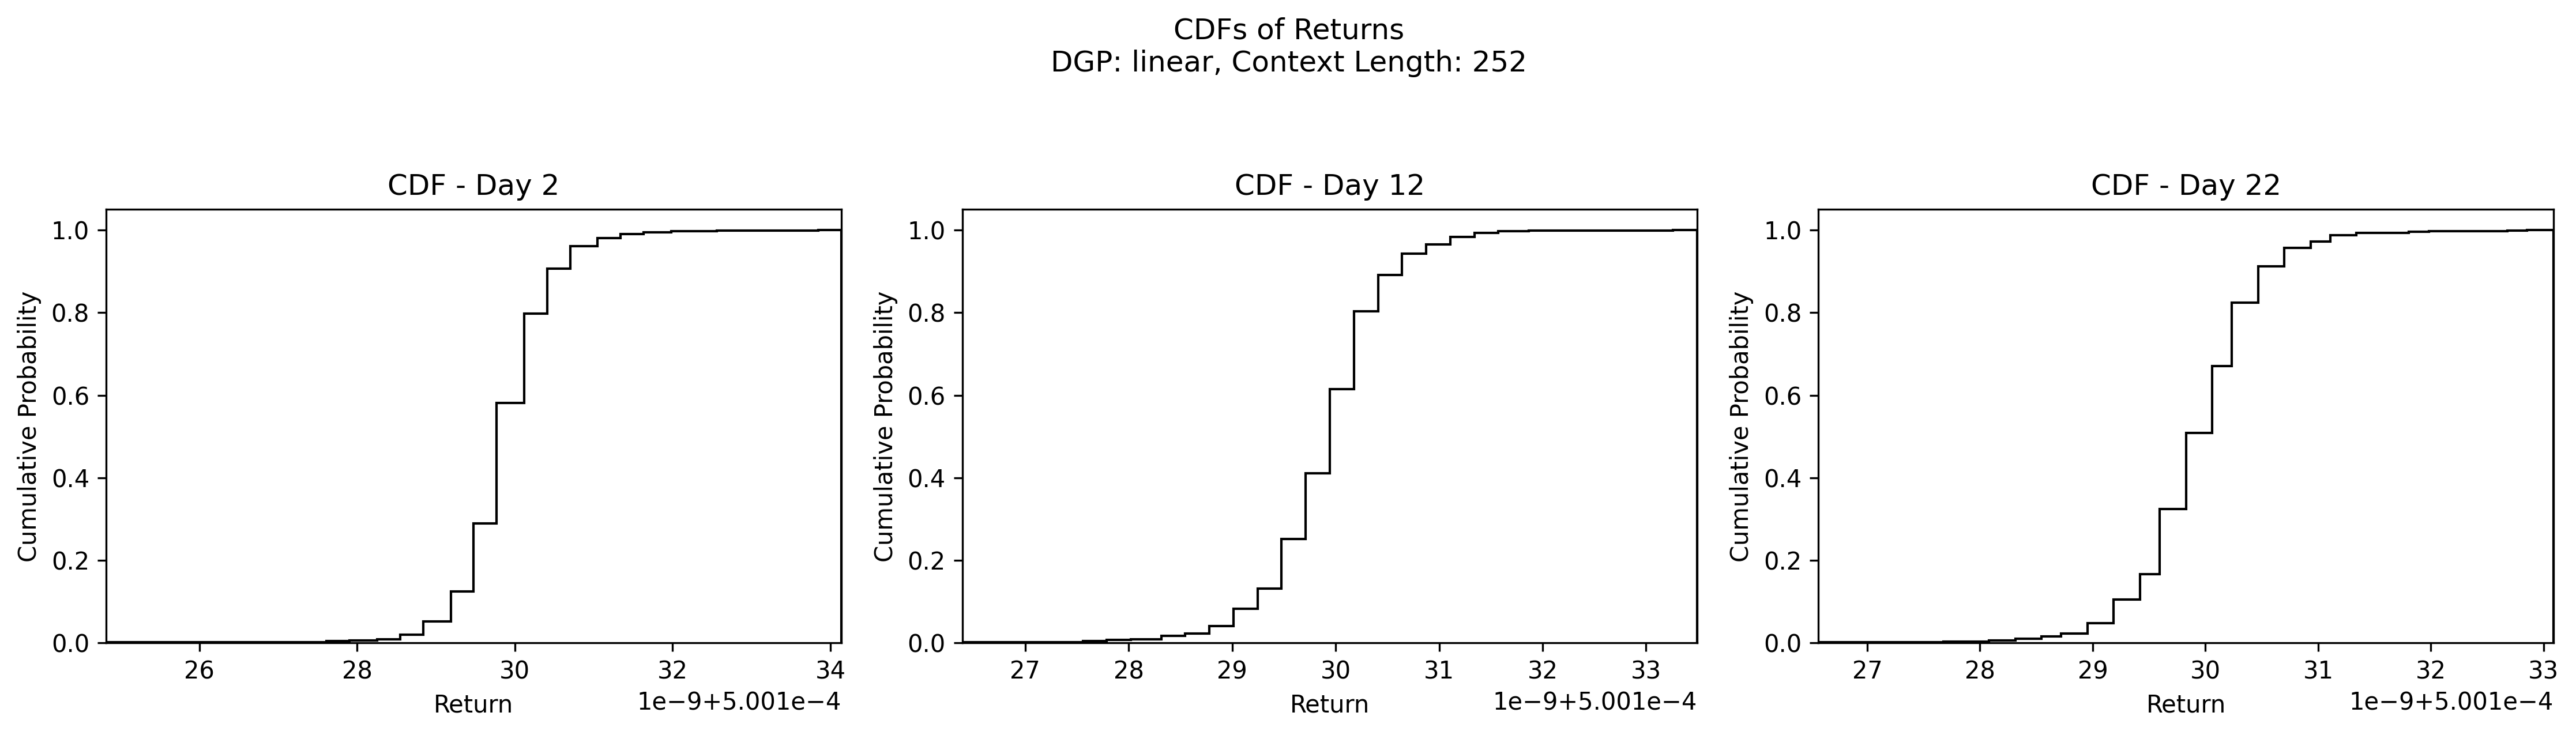 CDFs of Returns
DGP: linear, Context Length: 252
CDF - Day 2
1.0
0.8
0.6
0.4
0.2
0.0
Cumulative Probability
26 28 30 32 34
Return
1e−9+5.001e−4
CDF - Day 12
1.0
0.8
0.6
0.4
0.2
0.0
Cumulative Probability
27 28 29 30 31 32 33
Return
1e−9+5.001e−4
CDF - Day 22
1.0
0.8
0.6
0.4
0.2
0.0
Cumulative Probability
27 28 29 30 31 32 33
Return
1e−9+5.001e−4